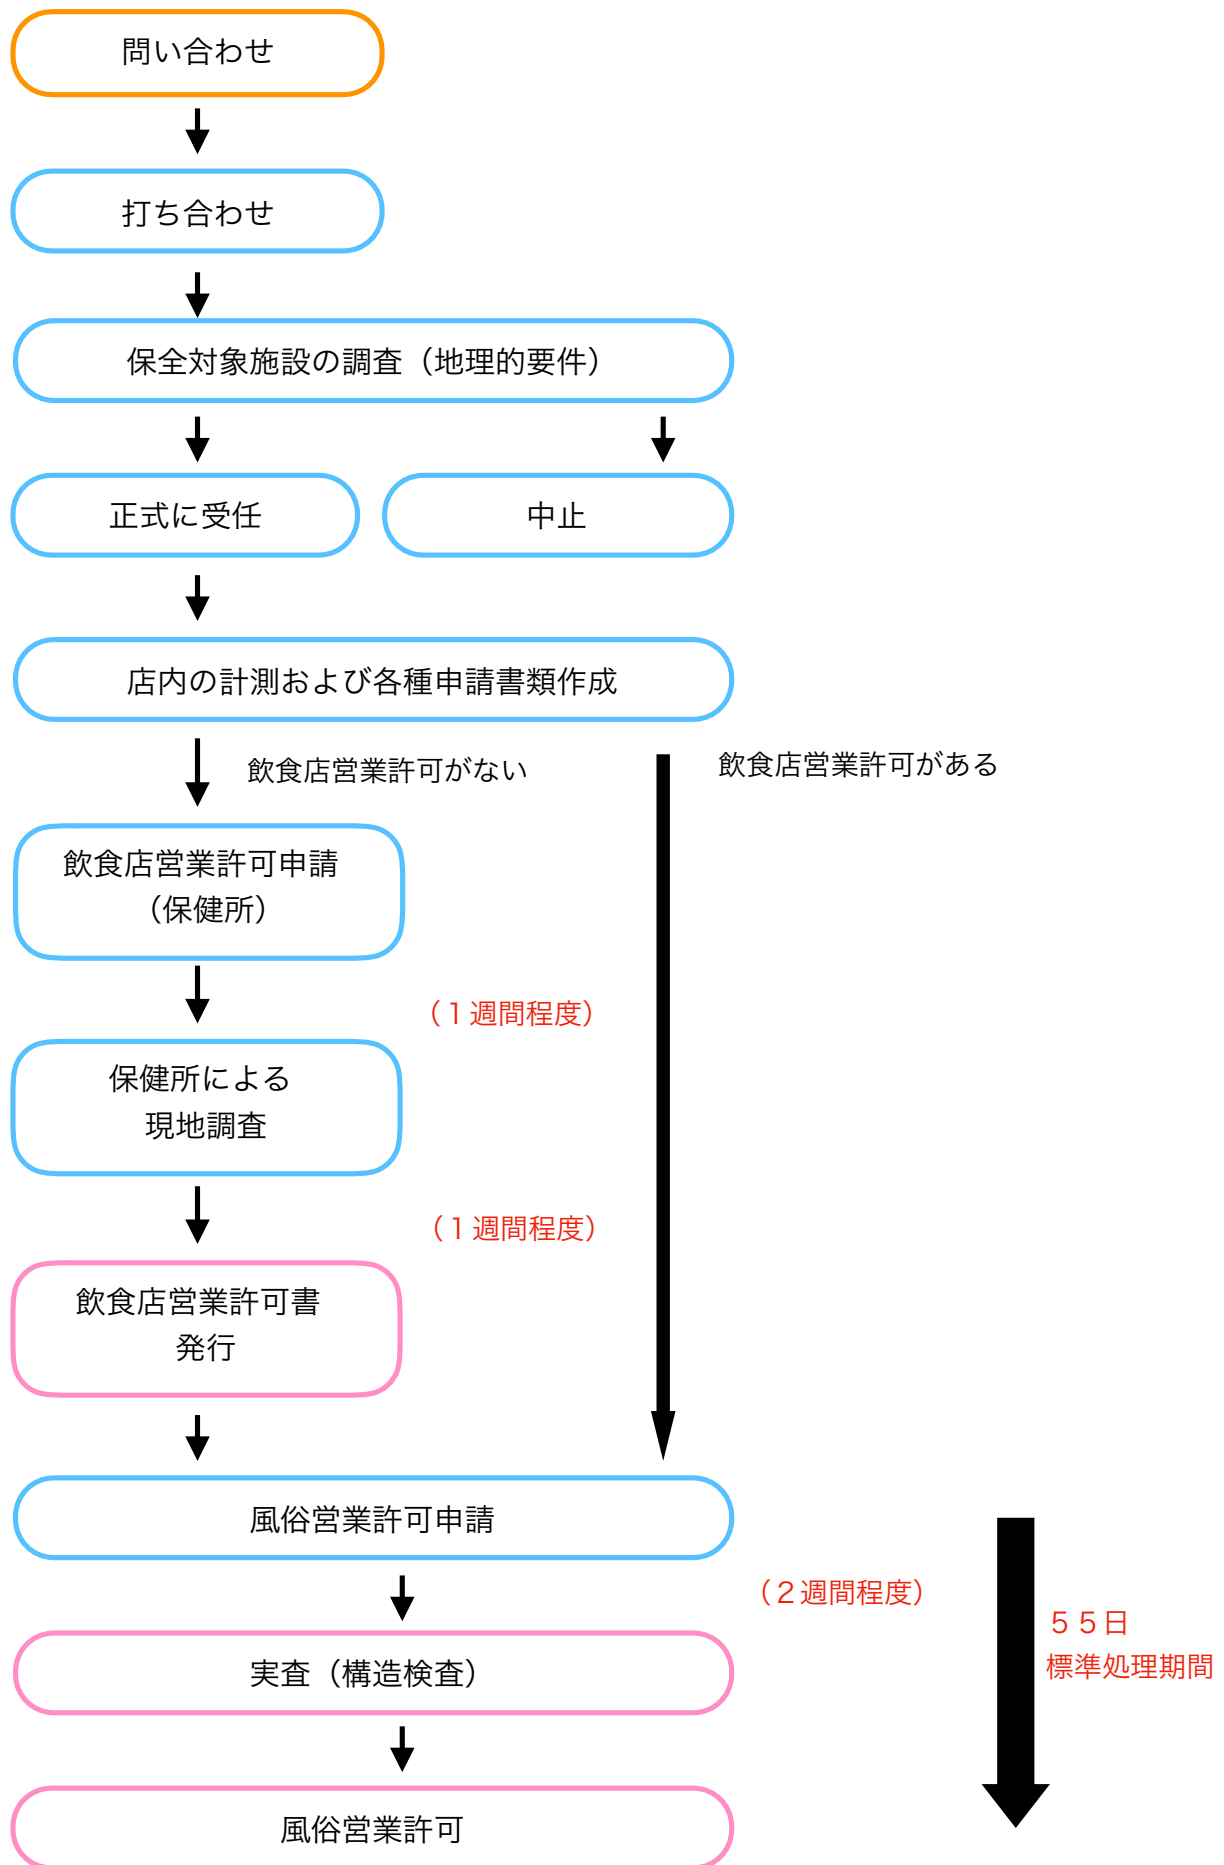 問い合わせ
打ち合わせ
保全対象施設の調査（地理的要件）
正式に受任
中止
店内の計測および各種申請書類作成
飲食店営業許可がない
飲食店営業許可がある
飲食店営業許可申請
（保健所）
（１週間程度）
保健所による
現地調査
（１週間程度）
飲食店営業許可書
発行
風俗営業許可申請
（２週間程度）
５５日
標準処理期間
実査（構造検査）
風俗営業許可